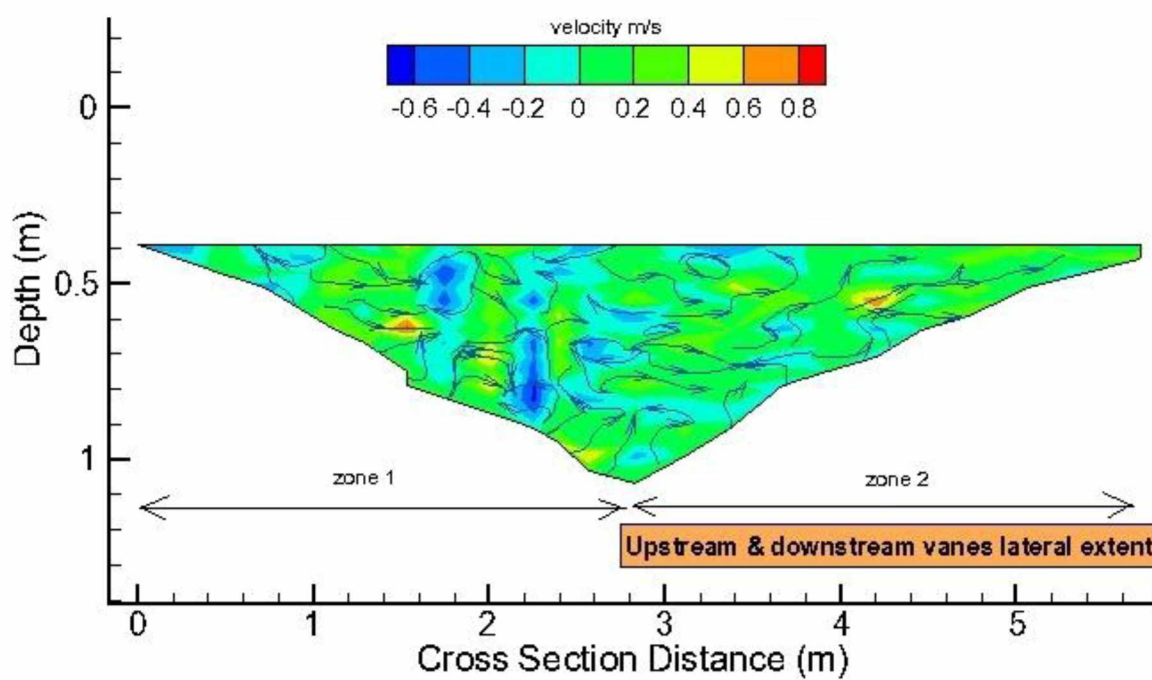 velocity m/s
-0.6 -0.4 -0.2 0 0.2 0.4 0.6 0.8
0
0.5
1
Depth (m)
zone 1
zone 2
Upstream & downstream vanes lateral extent
0 1 2 3 4 5
Cross Section Distance (m)